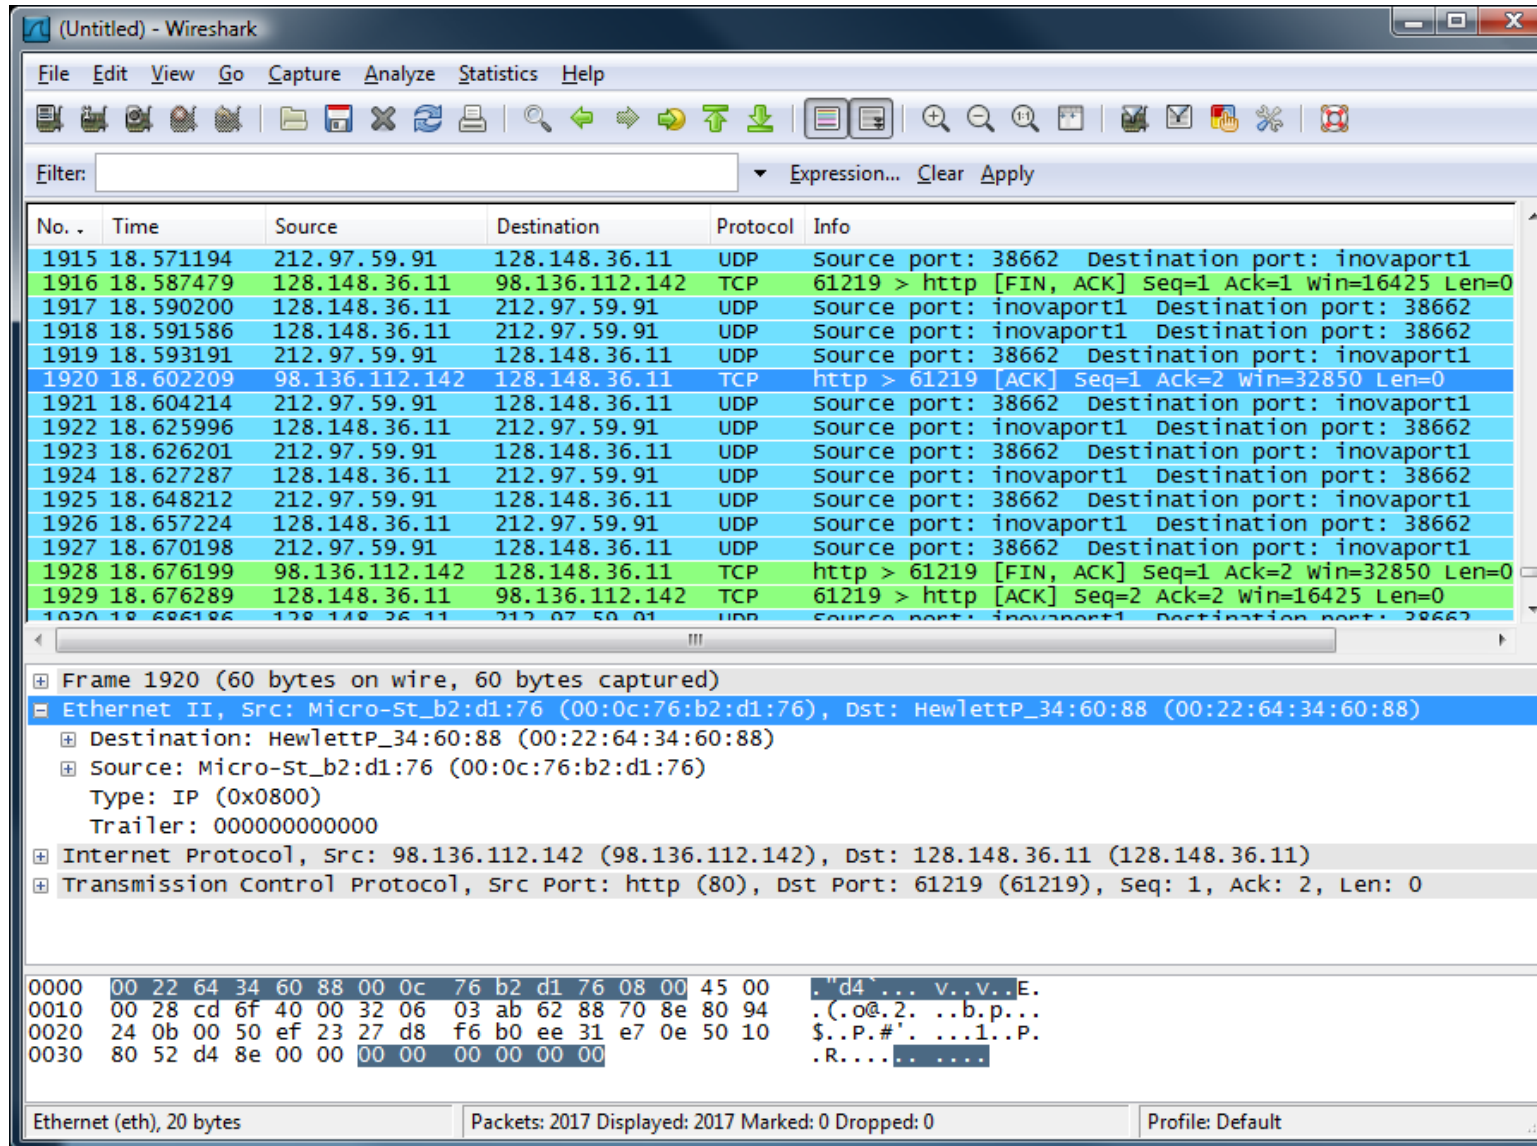 (Untitled) - Wireshark
File Edit View Go Capture Analyze Statistics Help
Filter: Expression... Clear Apply
No. . Time Source Destination Protocol Info
1915 18.571194 212.97.59.91 128.148.36.11 UDP Source port: 38662 Destination port: inovaport1
1916 18.587479 128.148.36.11 98.136.112.142 TCP 61219 > http [FIN, ACK] Seq=1 Ack=1 Win=16425 Len=0
1917 18.590200 128.148.36.11 212.97.59.91 UDP Source port: inovaport1 Destination port: 38662
1918 18.591586 128.148.36.11 212.97.59.91 UDP Source port: inovaport1 Destination port: 38662
1919 18.593191 212.97.59.91 128.148.36.11 UDP Source port: 38662 Destination port: inovaport1
1920 18.602209 98.136.112.142 128.148.36.11 TCP http > 61219 [ACK] Seq=1 Ack=2 Win=32850 Len=0
1921 18.604214 212.97.59.91 128.148.36.11 UDP Source port: 38662 Destination port: inovaport1
1922 18.625996 128.148.36.11 212.97.59.91 UDP Source port: inovaport1 Destination port: 38662
1923 18.626201 212.97.59.91 128.148.36.11 UDP Source port: 38662 Destination port: inovaport1
1924 18.627287 128.148.36.11 212.97.59.91 UDP Source port: inovaport1 Destination port: 38662
1925 18.648212 212.97.59.91 128.148.36.11 UDP Source port: 38662 Destination port: inovaport1
1926 18.657224 128.148.36.11 212.97.59.91 UDP Source port: inovaport1 Destination port: 38662
1927 18.670198 212.97.59.91 128.148.36.11 UDP Source port: 38662 Destination port: inovaport1
1928 18.676199 98.136.112.142 128.148.36.11 TCP http > 61219 [FIN, ACK] Seq=1 Ack=2 Win=32850 Len=0
1929 18.676289 128.148.36.11 98.136.112.142 TCP 61219 > http [ACK] Seq=2 Ack=2 Win=16425 Len=0
1930 18.686186 128.148.36.11 212.97.59.91 UDP Source port: inovaport1 Destination port: 38662
Frame 1920 (60 bytes on wire, 60 bytes captured)
Ethernet II, Src: Micro-St_b2:d1:76 (00:0c:76:b2:d1:76), Dst: HewlettP_34:60:88 (00:22:64:34:60:88)
Destination: HewlettP_34:60:88 (00:22:64:34:60:88)
Source: Micro-St_b2:d1:76 (00:0c:76:b2:d1:76)
Type: IP (0x0800)
Trailer: 000000000000
Internet Protocol, Src: 98.136.112.142 (98.136.112.142), Dst: 128.148.36.11 (128.148.36.11)
Transmission Control Protocol, Src Port: http (80), Dst Port: 61219 (61219), Seq: 1, Ack: 2, Len: 0
0000 00 22 64 34 60 88 00 0c 76 b2 d1 76 08 00 45 00 ."d4`... v..v..E.
0010 00 28 cd 6f 40 00 32 06 03 ab 62 88 70 8e 80 94 .(.o@.2. ..b.p...
0020 24 0b 00 50 ef 23 27 d8 f6 b0 ee 31 e7 0e 50 10 $..P.#'. ...1..P.
0030 80 52 d4 8e 00 00 00 00 00 00 00 00 .R...... ....
Ethernet (eth), 20 bytes Packets: 2017 Displayed: 2017 Marked: 0 Dropped: 0 Profile: Default